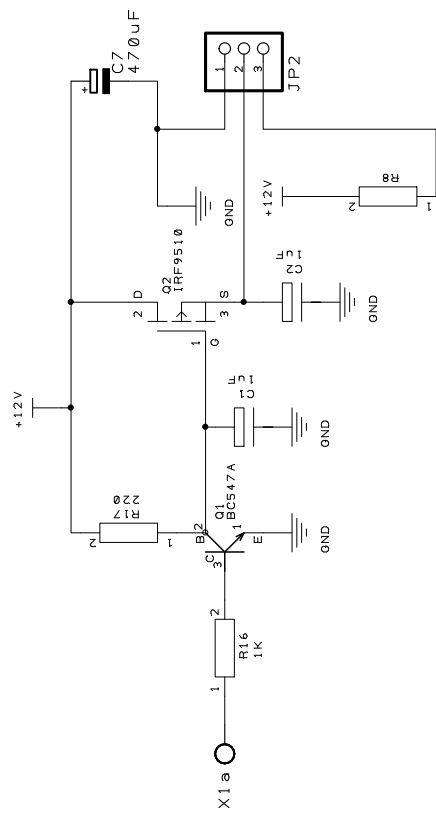 C7
470uF
+
1
2
3
JP2
GND
+12V
2
R8
1
D
2
Q2
IRF9510
3
S
1
G
C2
1uF
GND
+12V
C1
1uF
GND
R17
220
2
1
B
2
Q1
BC547A
C
3
1
E
GND
2
R16
1K
1
X1a